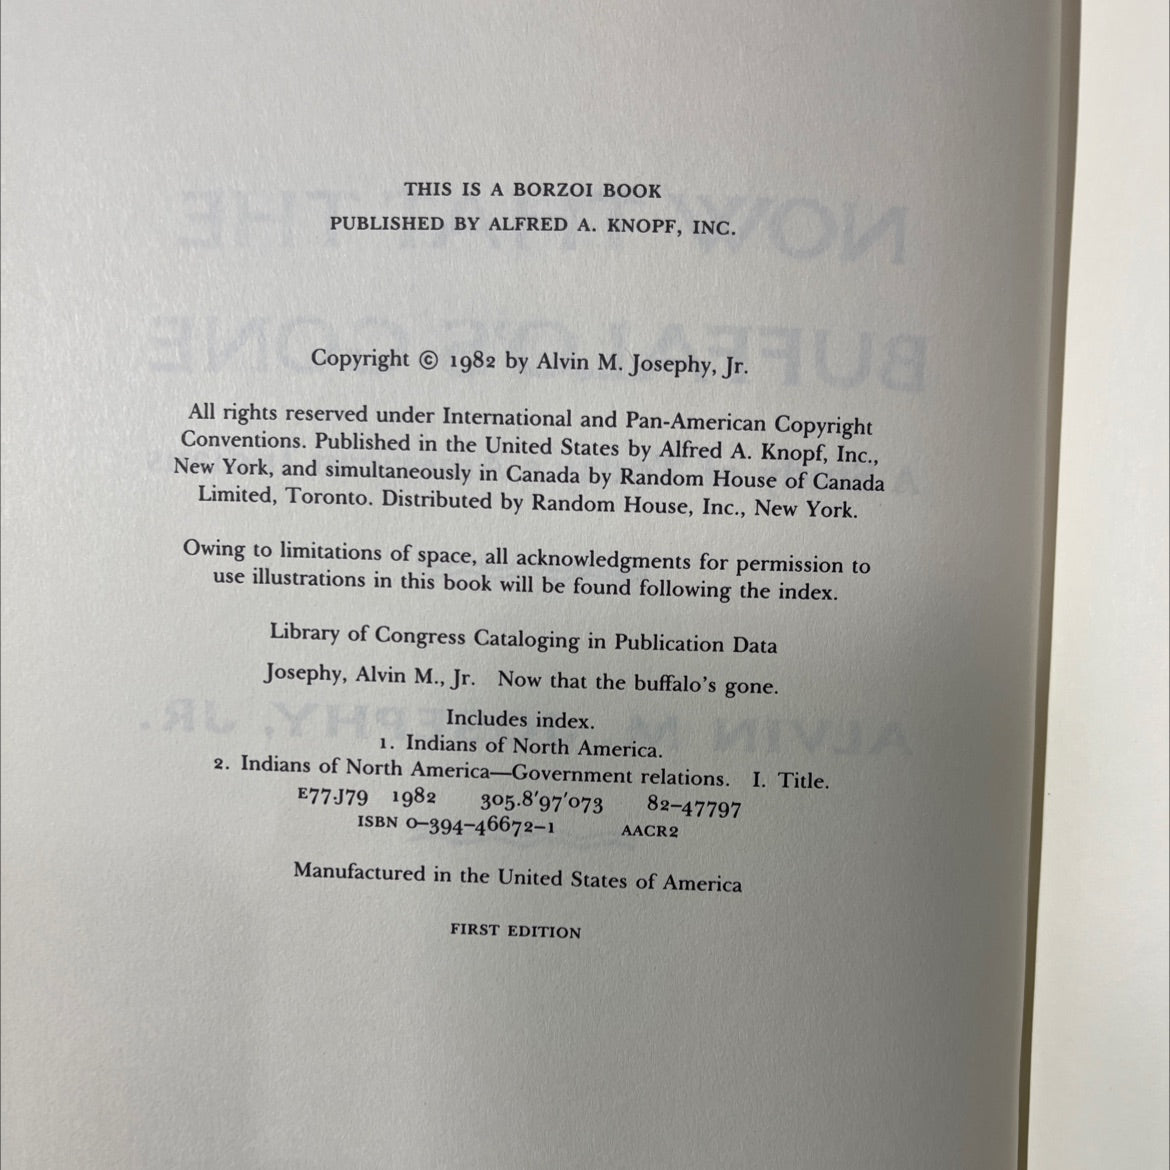 THIS IS A BORZOI BOOK
PUBLISHED BY ALFRED A. KNOPF, INC.
Copyright © 1982 by Alvin M. Josephy, Jr.
All rights reserved under International and Pan-American Copyright
Conventions. Published in the United States by Alfred A. Knopf, Inc.,
New York, and simultaneously in Canada by Random House of Canada
Limited, Toronto. Distributed by Random House, Inc., New York.
Owing to limitations of space, all acknowledgments for permission to
use illustrations in this book will be found following the index.
Library of Congress Cataloging in Publication Data
Josephy, Alvin M., Jr. Now that the buffalo's gone.
Includes index.
1. Indians of North America.
2. Indians of North America—Government relations. I. Title.
E77.J79 1982 305.8'97'073 82-47797
ISBN 0-394-46672-1 AACR2
Manufactured in the United States of America
FIRST EDITION